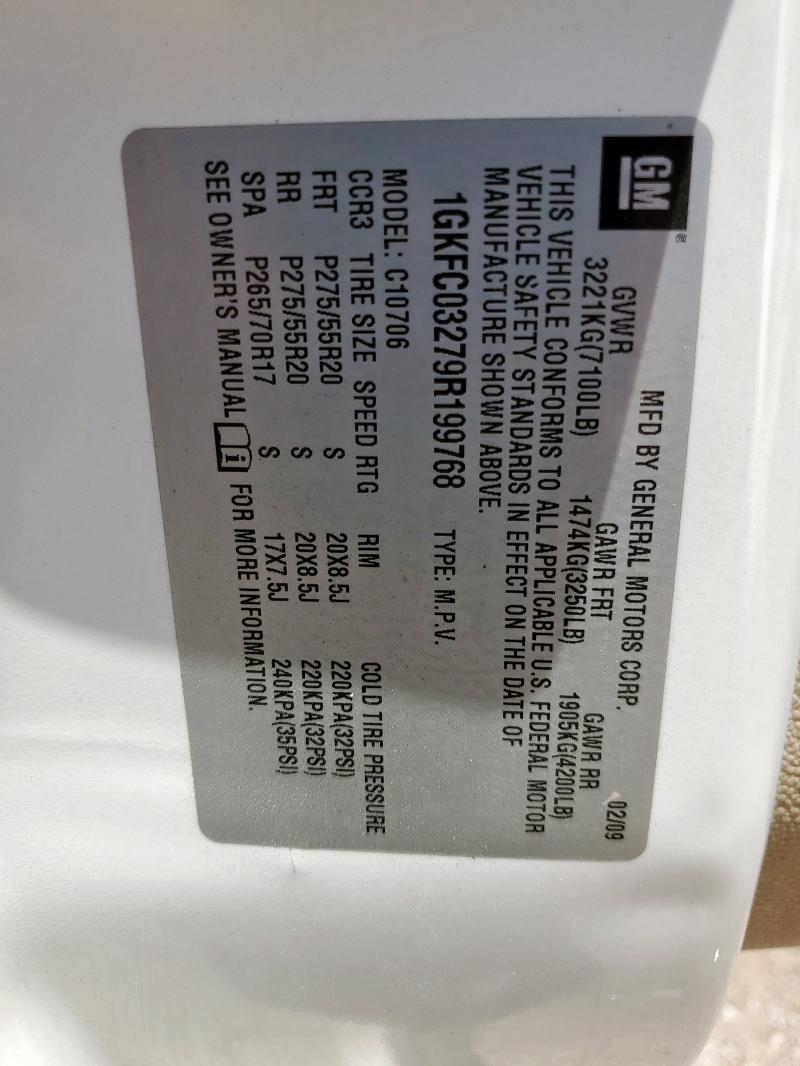 GM
MFD BY GENERAL MOTORS CORP. 02/09
GVWR GAWR FRT GAWR RR
3221KG(7100LB) 1474KG(3250LB) 1905KG(4200LB)
THIS VEHICLE CONFORMS TO ALL APPLICABLE U.S. FEDERAL MOTOR
VEHICLE SAFETY STANDARDS IN EFFECT ON THE DATE OF
MANUFACTURE SHOWN ABOVE.
1GKFC03279R199768 TYPE: M.P.V.
MODEL: C10706
CCR3 TIRE SIZE SPEED RTG RIM COLD TIRE PRESSURE
FRT P275/55R20 S 20X8.5J 220KPA(32PSI)
RR P275/55R20 S 20X8.5J 220KPA(32PSI)
SPA P265/70R17 S 17X7.5J 240KPA(35PSI)
SEE OWNER'S MANUAL i FOR MORE INFORMATION.